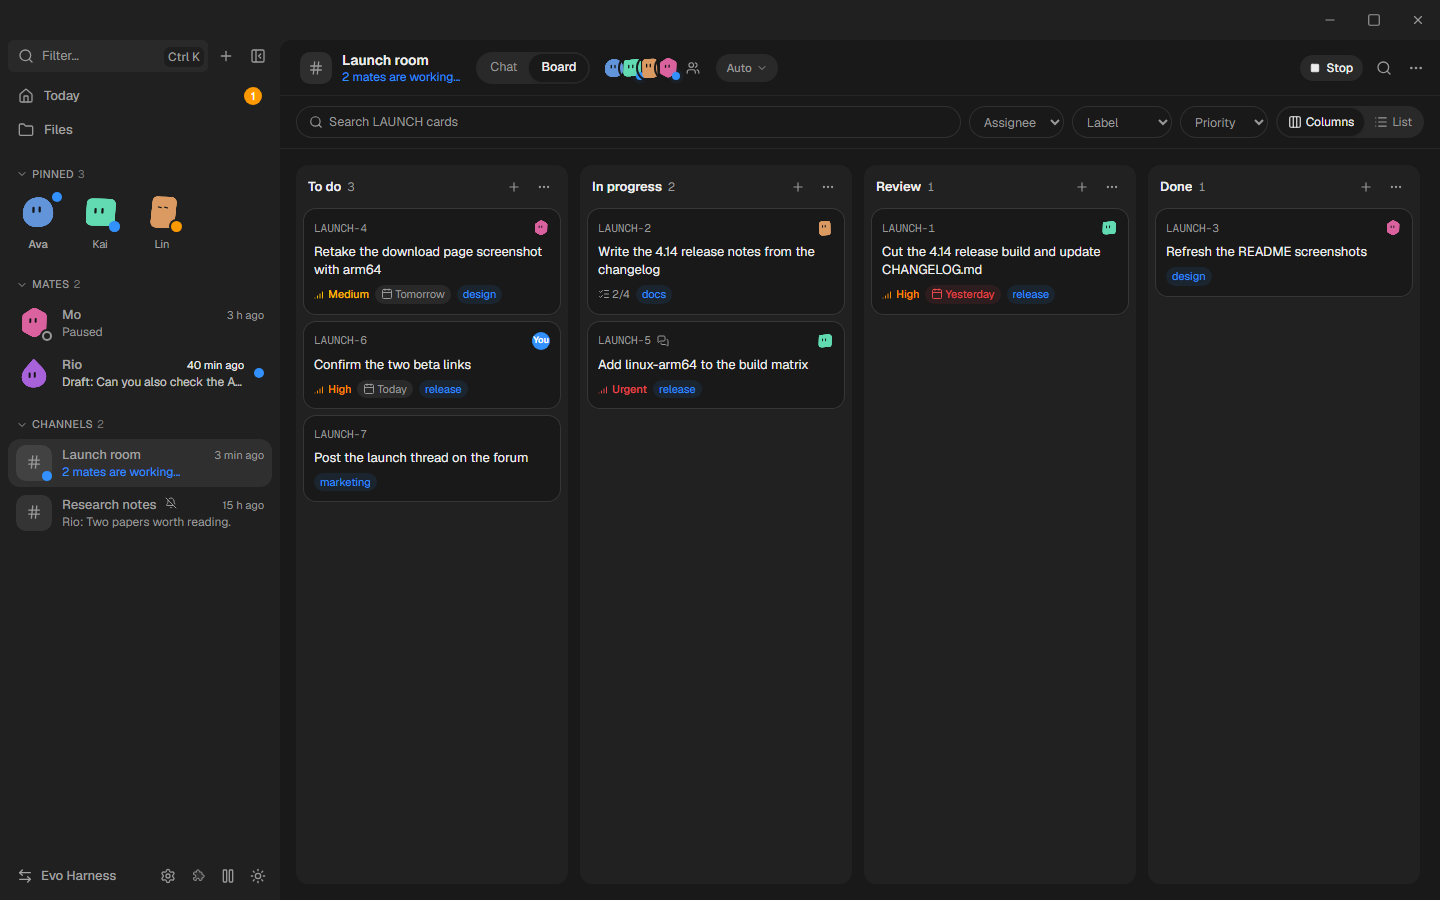 Filter...
Ctrl K
Today
1
Files
PINNED 3
Ava
Kai
Lin
MATES 2
Mo
3 h ago
Paused
Rio
40 min ago
Draft: Can you also check the A...
CHANNELS 2
Launch room
3 min ago
2 mates are working...
Research notes
15 h ago
Rio: Two papers worth reading.
Evo Harness
Launch room
2 mates are working...
Chat
Board
Auto
Stop
Search LAUNCH cards
Assignee
Label
Priority
Columns
List
To do 3
LAUNCH-4
Retake the download page screenshot
with arm64
Medium
Tomorrow
design
LAUNCH-6
You
Confirm the two beta links
High
Today
release
LAUNCH-7
Post the launch thread on the forum
marketing
In progress 2
LAUNCH-2
Write the 4.14 release notes from the
changelog
2/4
docs
LAUNCH-5
Add linux-arm64 to the build matrix
Urgent
release
Review 1
LAUNCH-1
Cut the 4.14 release build and update
CHANGELOG.md
High
Yesterday
release
Done 1
LAUNCH-3
Refresh the README screenshots
design